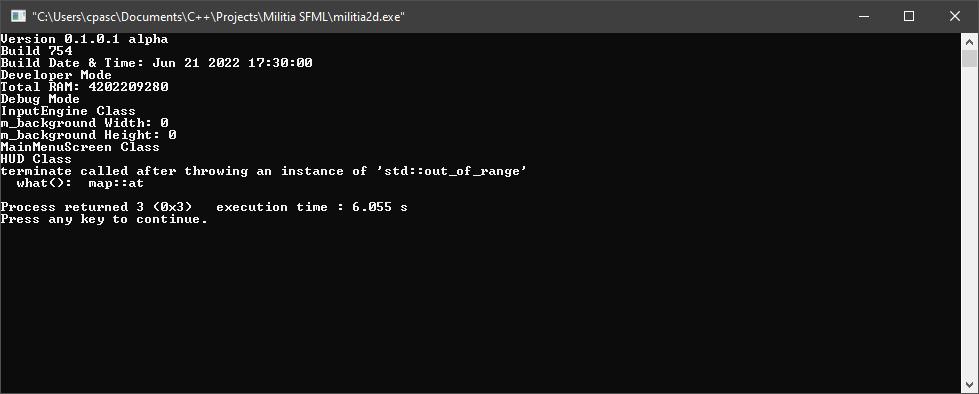 "C:\Users\cpasc\Documents\C++\Projects\Militia SFML\militia2d.exe"
Version 0.1.0.1 alpha
Build 754
Build Date & Time: Jun 21 2022 17:30:00
Developer Mode
Total RAM: 4202209280
Debug Mode
InputEngine Class
m_background Width: 0
m_background Height: 0
MainMenuScreen Class
HUD Class
terminate called after throwing an instance of 'std::out_of_range'
  what():  map::at

Process returned 3 (0x3)   execution time : 6.055 s
Press any key to continue.